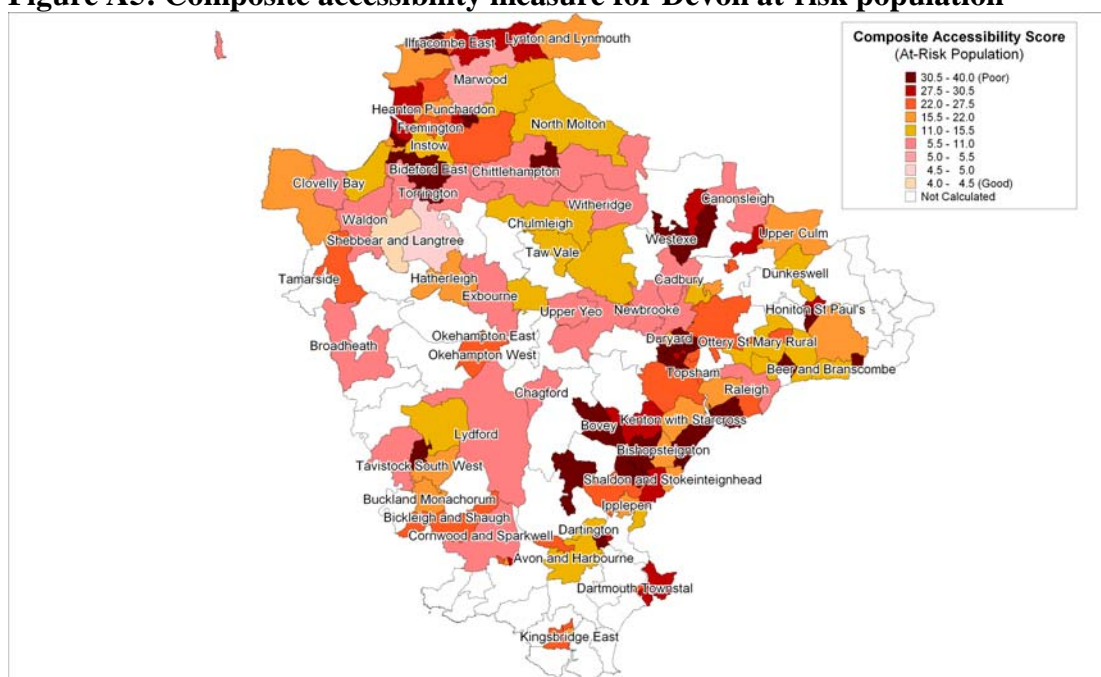 Figure A5: Composite accessibility measure for Devon at-risk population
Composite Accessibility Score
(At-Risk Population)
30.5 - 40.0 (Poor)
27.5 - 30.5
22.0 - 27.5
15.5 - 22.0
11.0 - 15.5
5.5 - 11.0
5.0 - 5.5
4.5 - 5.0
4.0 - 4.5 (Good)
Not Calculated
Ilfracombe East
Lynton and Lynmouth
Marwood
Heanton Punchardon
Fremington
North Molton
Instow
Bideford East
Chittlehampton
Clovelly Bay
Torrington
Canonsleigh
Witheridge
Waldon
Chulmleigh
Shebbear and Langtree
Westexe
Upper Culm
Taw Vale
Tamarside
Hatherleigh
Cadbury
Dunkeswell
Exbourne
Upper Yeo
Newbrooke
Honiton St Paul's
Okehampton East
Broadheath
Duryard
Ottery St Mary Rural
Okehampton West
Topsham
Beer and Branscombe
Chagford
Raleigh
Kenton with Starcross
Bovey
Lydford
Bishopsteignton
Tavistock South West
Shaldon and Stokeinteignhead
Buckland Monachorum
Ipplepen
Bickleigh and Shaugh
Dartington
Cornwood and Sparkwell
Avon and Harbourne
Dartmouth Townstal
Kingsbridge East